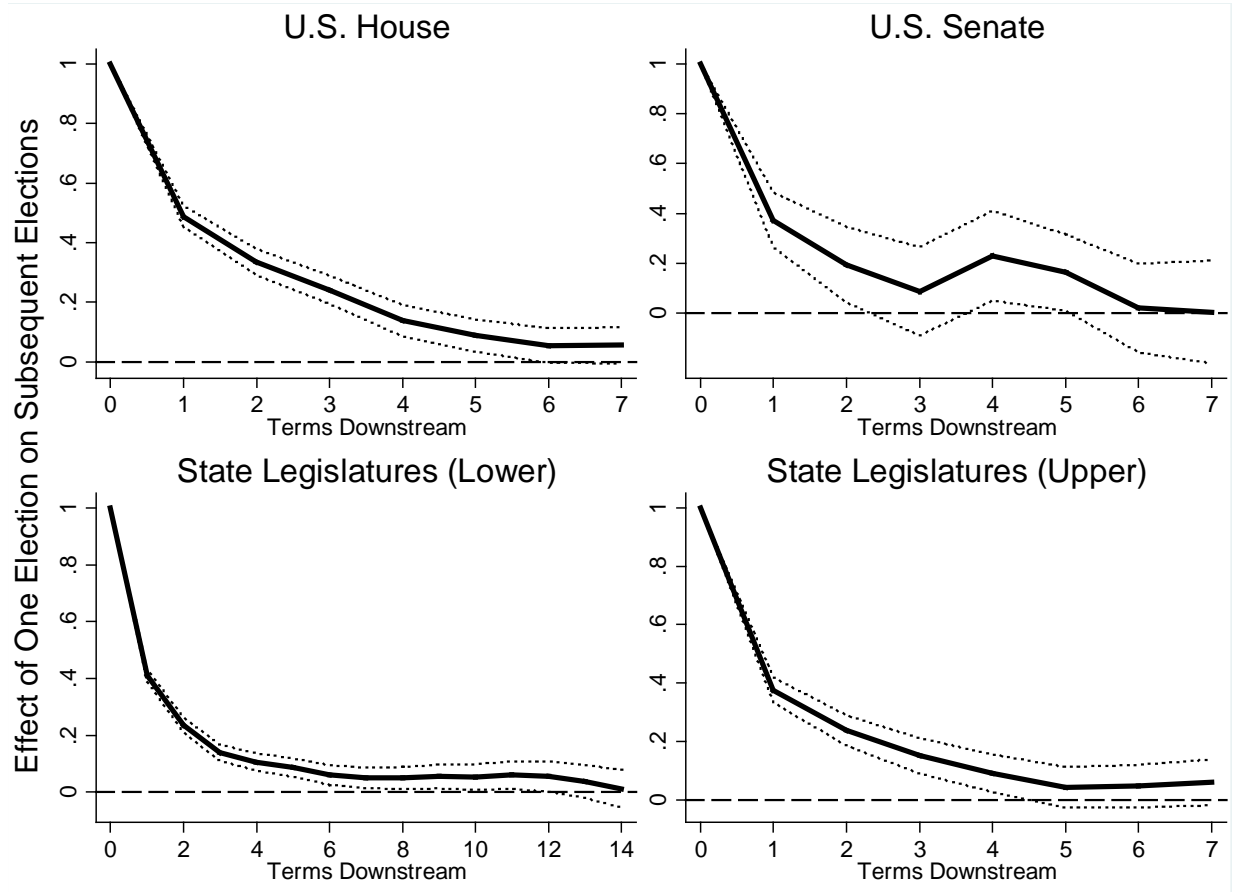 Effect of One Election on Subsequent Elections
U.S. House
1
.8
.6
.4
.2
0
0 1 2 3 4 5 6 7
Terms Downstream
U.S. Senate
1
.8
.6
.4
.2
0
0 1 2 3 4 5 6 7
Terms Downstream
State Legislatures (Lower)
1
.8
.6
.4
.2
0
0 2 4 6 8 10 12 14
Terms Downstream
State Legislatures (Upper)
1
.8
.6
.4
.2
0
0 1 2 3 4 5 6 7
Terms Downstream